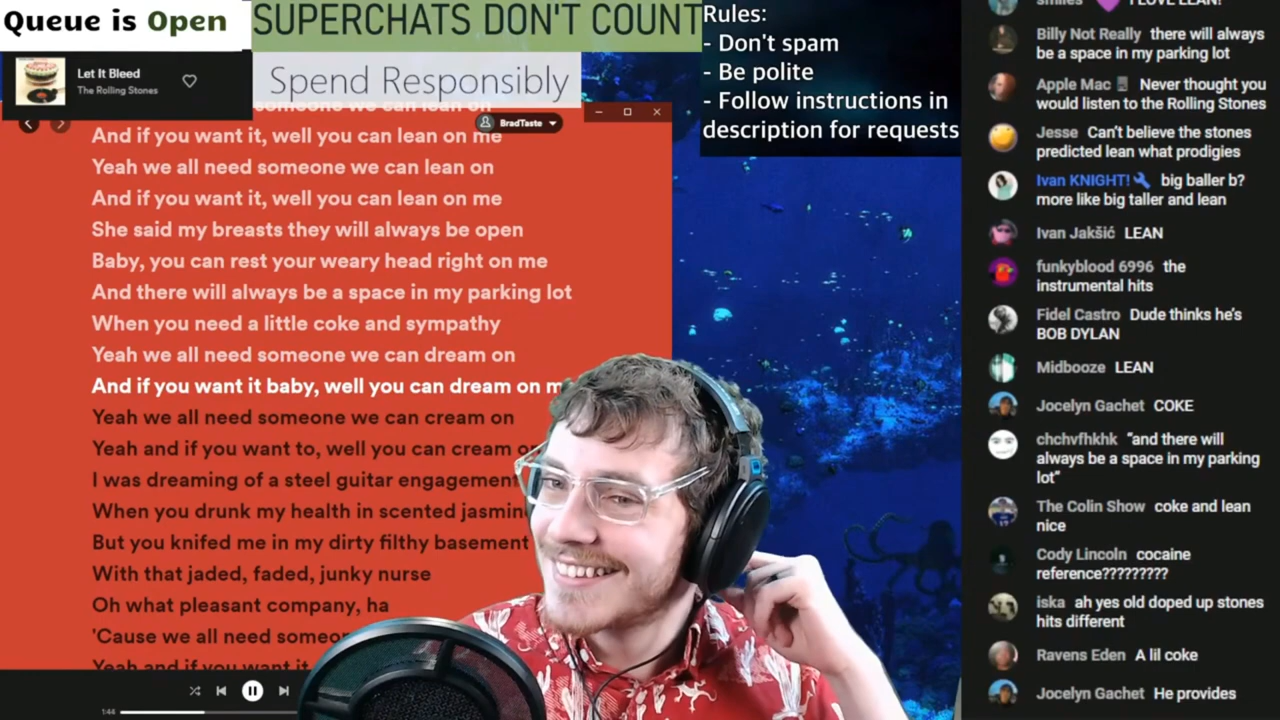 Queue is Open
SUPERCHATS DON'T COUNT
Spend Responsibly
Let It Bleed
The Rolling Stones
Rules:
- Don't spam
- Be polite
- Follow instructions in
description for requests
BradTaste
someone we can lean on
And if you want it, well you can lean on me
Yeah we all need someone we can lean on
And if you want it, well you can lean on me
She said my breasts they will always be open
Baby, you can rest your weary head right on me
And there will always be a space in my parking lot
When you need a little coke and sympathy
Yeah we all need someone we can dream on
And if you want it baby, well you can dream on m
Yeah we all need someone we can cream on
Yeah and if you want to, well you can cream o
I was dreaming of a steel guitar engagement
When you drunk my health in scented jasmin
But you knifed me in my dirty filthy basement
With that jaded, faded, junky nurse
Oh what pleasant company, ha
'Cause we all need someo
Yeah and if you want it
1:44
smiles I LOVE LEAN!
Billy Not Really there will always
be a space in my parking lot
Apple Mac Never thought you
would listen to the Rolling Stones
Jesse Can't believe the stones
predicted lean what prodigies
Ivan KNIGHT! big baller b?
more like big taller and lean
Ivan Jakšić LEAN
funkyblood 6996 the
instrumental hits
Fidel Castro Dude thinks he's
BOB DYLAN
Midbooze LEAN
Jocelyn Gachet COKE
chchvfhkhk "and there will
always be a space in my parking
lot"
The Colin Show coke and lean
nice
Cody Lincoln cocaine
reference?????????
iska ah yes old doped up stones
hits different
Ravens Eden A lil coke
Jocelyn Gachet He provides